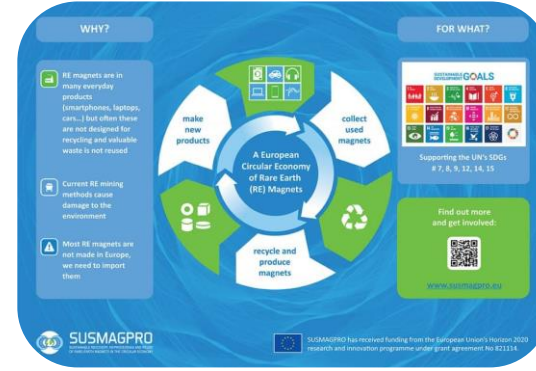 WHY?
RE magnets are in
many everyday
products
(smartphones, laptops,
cars...) but often these
are not designed for
recycling and valuable
waste is not reused
Current RE mining
methods cause
damage to the
environment
Most RE magnets are
not made in Europe,
we need to import
them
make
new
products
collect
used
magnets
A European
Circular Economy
of Rare Earth
(RE) Magnets
recycle and
produce
magnets
FOR WHAT?
SUSTAINABLE
DEVELOPMENT
GOALS
Supporting the UN's SDGs
# 7, 8, 9, 12, 14, 15
Find out more
and get involved:
www.susmagpro.eu
SUSMAGPRO
SUSMAGPRO has received funding from the European Union's Horizon 2020
research and innovation programme under grant agreement No 821114.